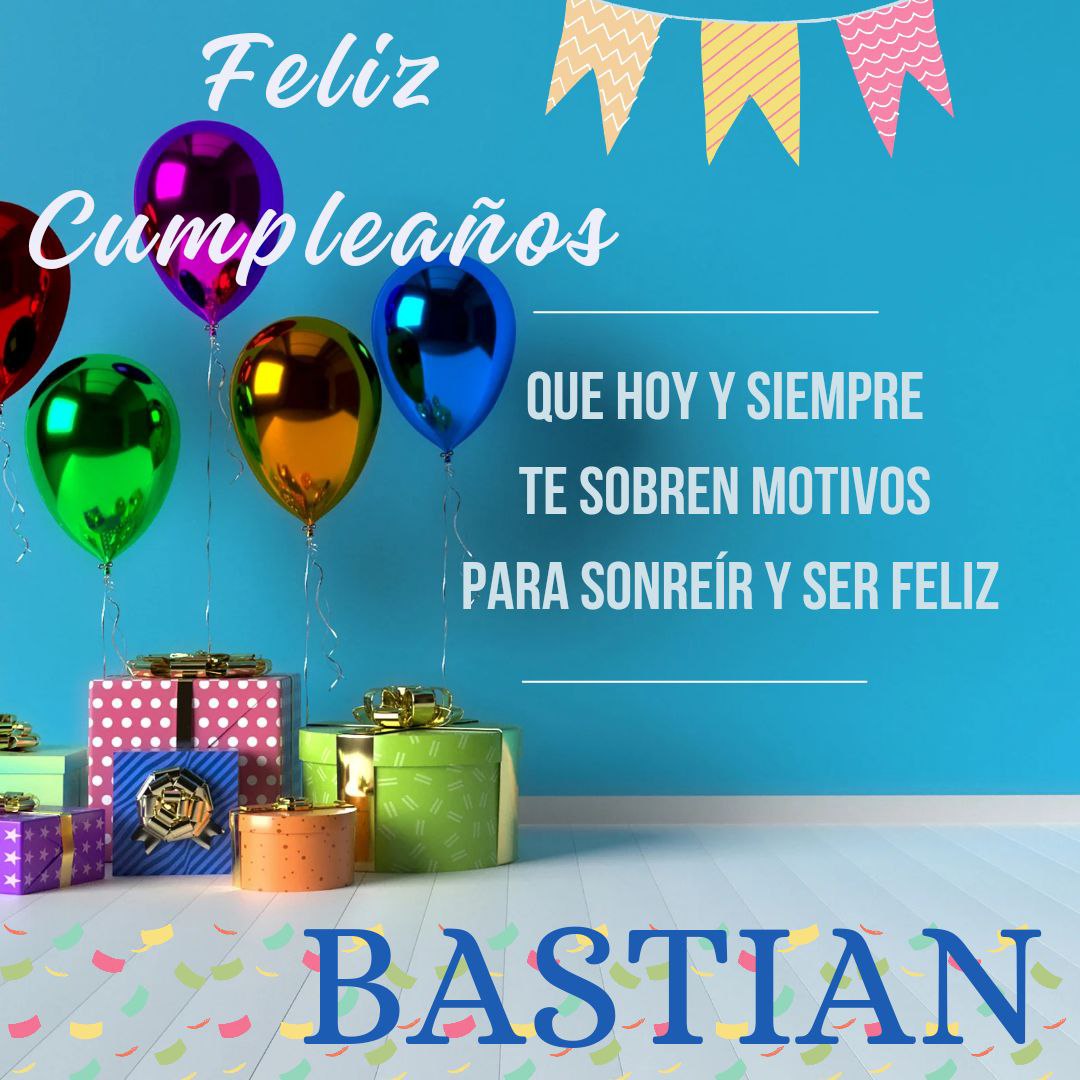 Feliz
Cumpleaños
QUE HOY Y SIEMPRE
TE SOBREN MOTIVOS
PARA SONREÍR Y SER FELIZ
BASTIAN